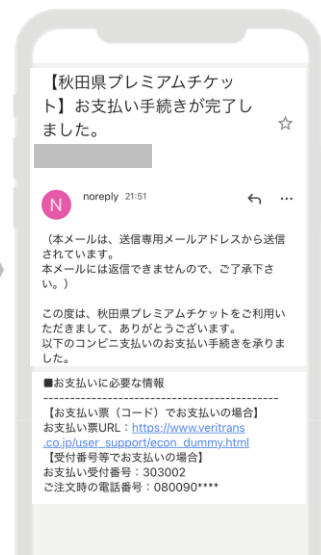 【秋田県プレミアムチケッ
ト】お支払い手続きが完了し
ました。
N
noreply 21:51
（本メールは、送信専用メールアドレスから送信
されています。
本メールには返信できませんので、ご了承下さ
い。）
この度は、秋田県プレミアムチケットをご利用い
ただきまして、ありがとうございます。
以下のコンビニ支払いのお支払い手続きを承りま
した。
■お支払いに必要な情報
------------------------------------------
【お支払い票（コード）でお支払いの場合】
お支払い票URL：https://www.veritrans
.co.jp/user_support/econ_dummy.html
【受付番号等でお支払いの場合】
お支払い受付番号：303002
ご注文時の電話番号：080090****